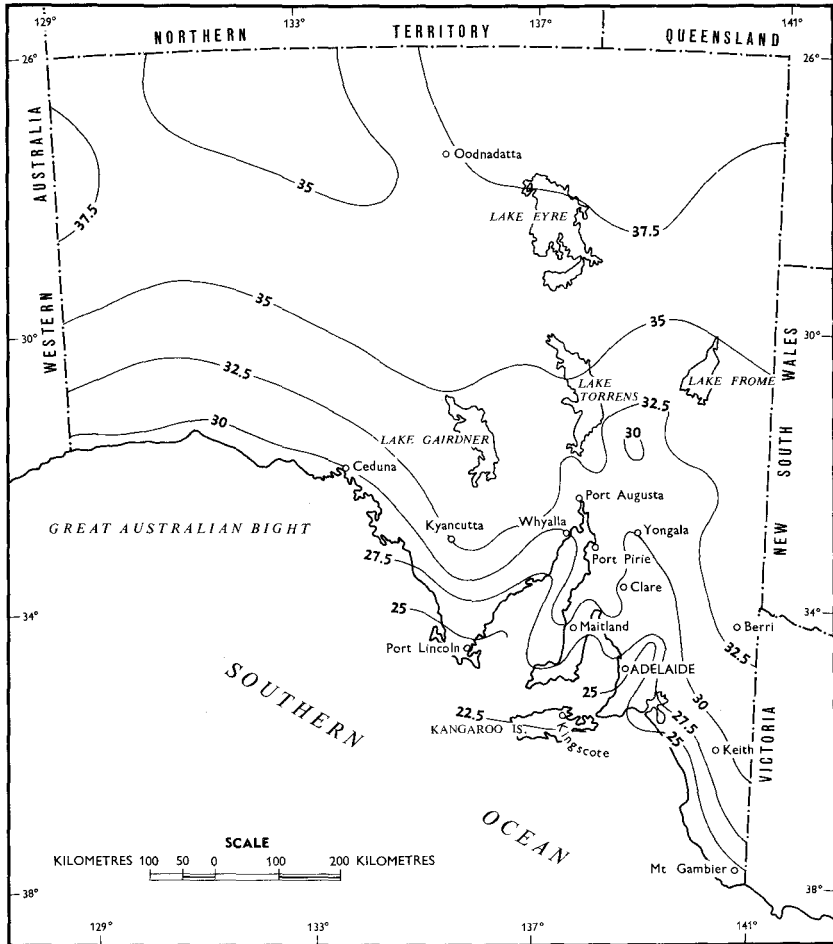 129° 133° 137° 141°
NORTHERN TERRITORY QUEENSLAND
26° 26°
WESTERN AUSTRALIA
35
Oodnadatta
37.5
LAKE EYRE
37.5
35
35
30° 30°
32.5
LAKE TORRENS
LAKE FROME
32.5
30
30
LAKE GAIRDNER
NEW SOUTH WALES
Ceduna
Port Augusta
GREAT AUSTRALIAN BIGHT
Kyancutta
Whyalla
Yongala
Port Pirie
27.5
Clare
34° 34°
25
Maitland
Berri
Port Lincoln
32.5
ADELAIDE
25
30
SOUTHERN
22.5
27.5
KANGAROO IS.
Kingscote
25
Keith
VICTORIA
OCEAN
SCALE
KILOMETRES 100 50 0 100 200 KILOMETRES
Mt Gambier
38° 38°
129° 133° 137° 141°